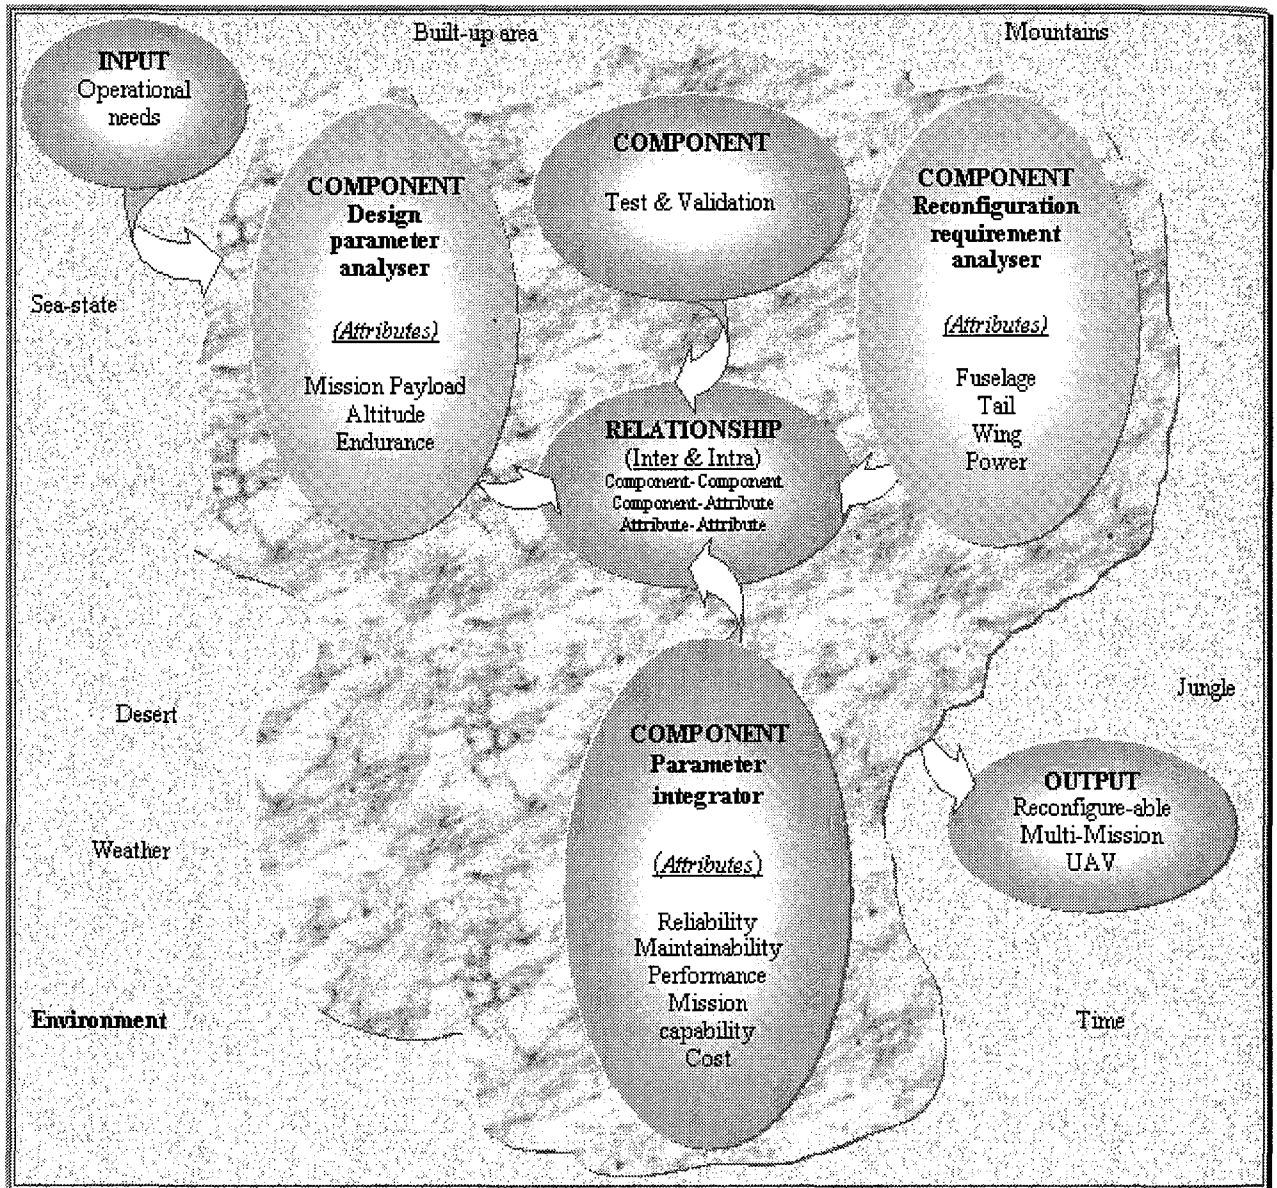 Built-up area
Mountains
INPUT
Operational
needs
COMPONENT
Design
parameter
analyser
(Attributes)
Mission Payload
Altitude
Endurance
COMPONENT
Test & Validation
COMPONENT
Reconfiguration
requirement
analyser
(Attributes)
Fuselage
Tail
Wing
Power
Sea-state
RELATIONSHIP
(Inter & Intra)
Component-Component
Component-Attribute
Attribute-Attribute
Desert
Jungle
COMPONENT
Parameter
integrator
(Attributes)
Reliability
Maintainability
Performance
Mission
capability
Cost
OUTPUT
Reconfigure-able
Multi-Mission
UAV
Weather
Environment
Time